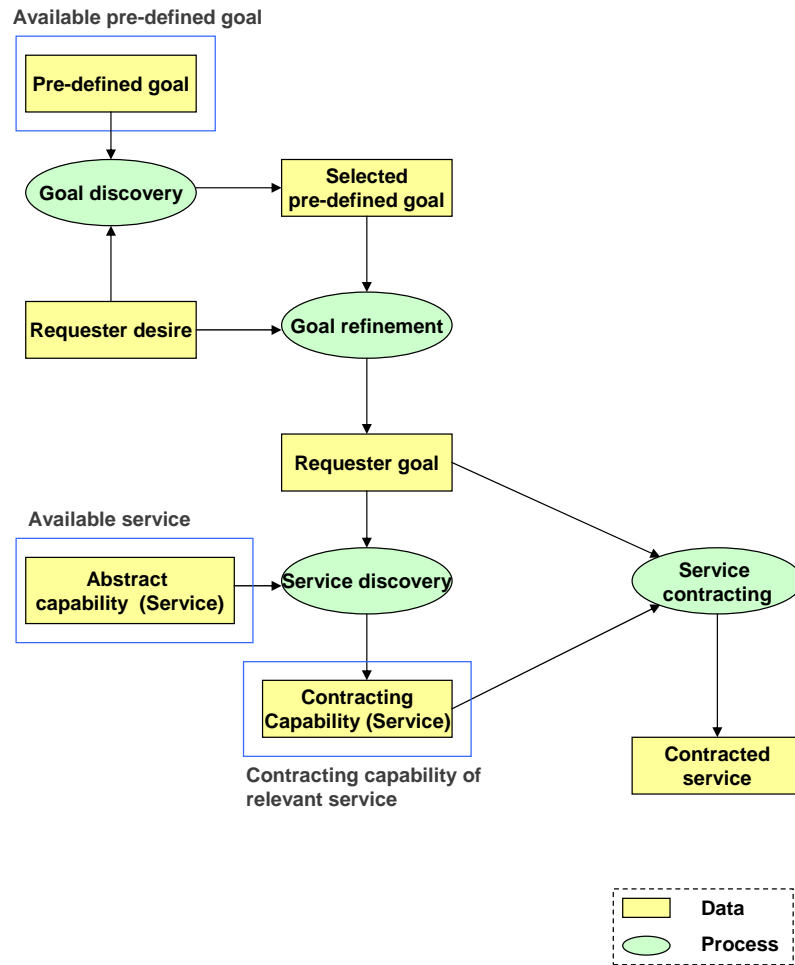 Available pre-defined goal
Pre-defined goal
Goal discovery
Selected
pre-defined goal
Requester desire
Goal refinement
Requester goal
Available service
Abstract
capability (Service)
Service discovery
Service
contracting
Contracting
Capability (Service)
Contracted
service
Contracting capability of
relevant service
Data
Process